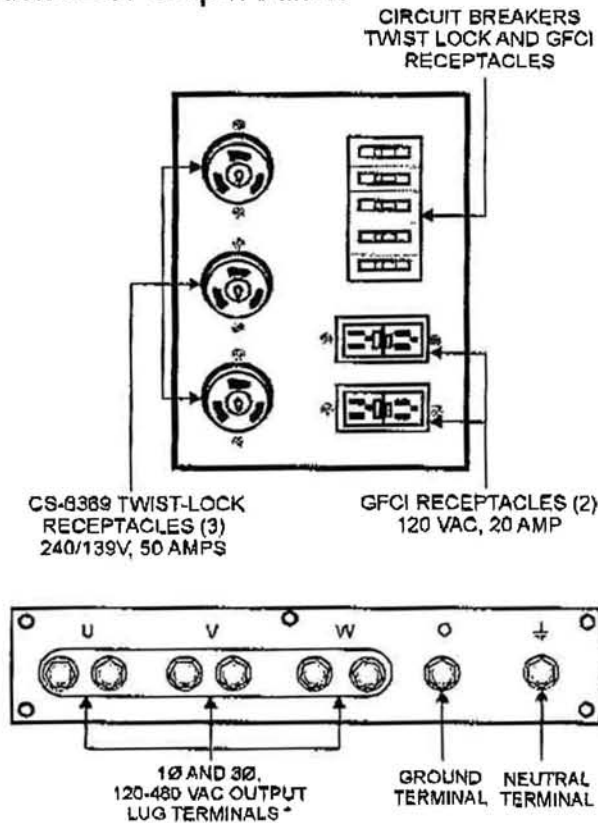 CIRCUIT BREAKERS
TWIST LOCK AND GFCI
RECEPTACLES
CS-6369 TWIST-LOCK
RECEPTACLES (3)
240/139V, 50 AMPS
GFCI RECEPTACLES (2)
120 VAC, 20 AMP
U V W O ⏚
1Ø AND 3Ø,
120-480 VAC OUTPUT
LUG TERMINALS*
GROUND
TERMINAL
NEUTRAL
TERMINAL